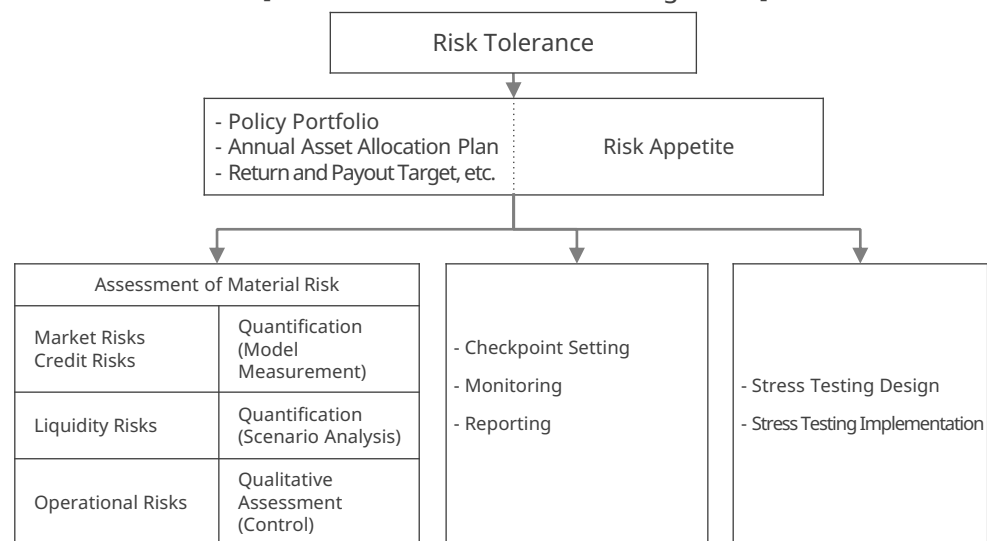 Risk Tolerance
- Policy Portfolio
- Annual Asset Allocation Plan
- Return and Payout Target, etc.
Risk Appetite
Assessment of Material Risk
Market Risks
Credit Risks
Quantification
(Model
Measurement)
Liquidity Risks
Quantification
(Scenario Analysis)
Operational Risks
Qualitative
Assessment
(Control)
- Checkpoint Setting
- Monitoring
- Reporting
- Stress Testing Design
- Stress Testing Implementation